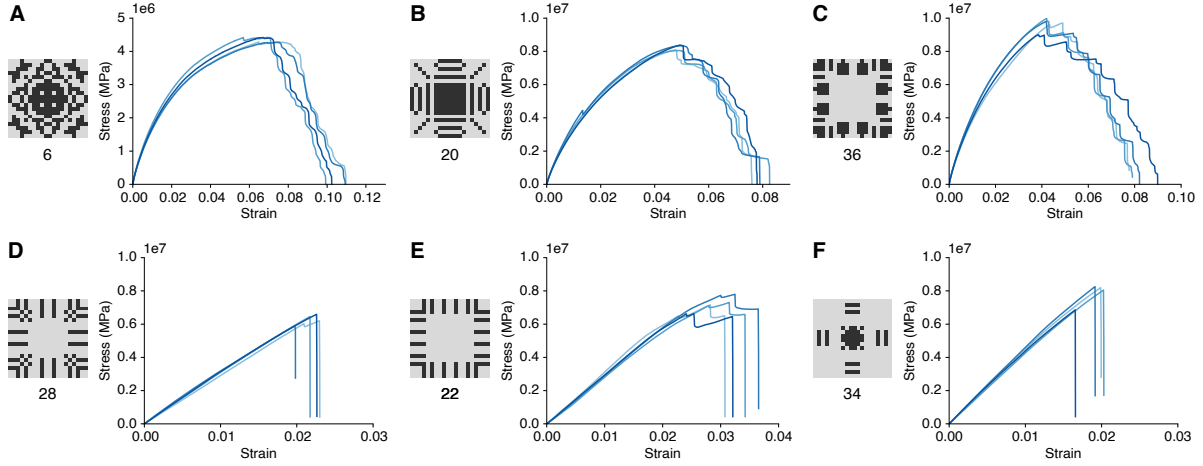 A
1e6
5
4
3
2
1
0
Stress (MPa)
0.00 0.02 0.04 0.06 0.08 0.10 0.12
Strain
6
B
1e7
1.0
0.8
0.6
0.4
0.2
0
Stress (MPa)
0.00 0.02 0.04 0.06 0.08
Strain
20
C
1e7
1.0
0.8
0.6
0.4
0.2
0
Stress (MPa)
0.00 0.02 0.04 0.06 0.08 0.10
Strain
36
D
1e7
1.0
0.8
0.6
0.4
0.2
0.0
Stress (MPa)
0.00 0.01 0.02 0.03
Strain
28
E
1e7
1.0
0.8
0.6
0.4
0.2
0.0
Stress (MPa)
0.00 0.01 0.02 0.03 0.04
Strain
22
F
1e7
1.0
0.8
0.6
0.4
0.2
0.0
Stress (MPa)
0.00 0.01 0.02 0.03
Strain
34